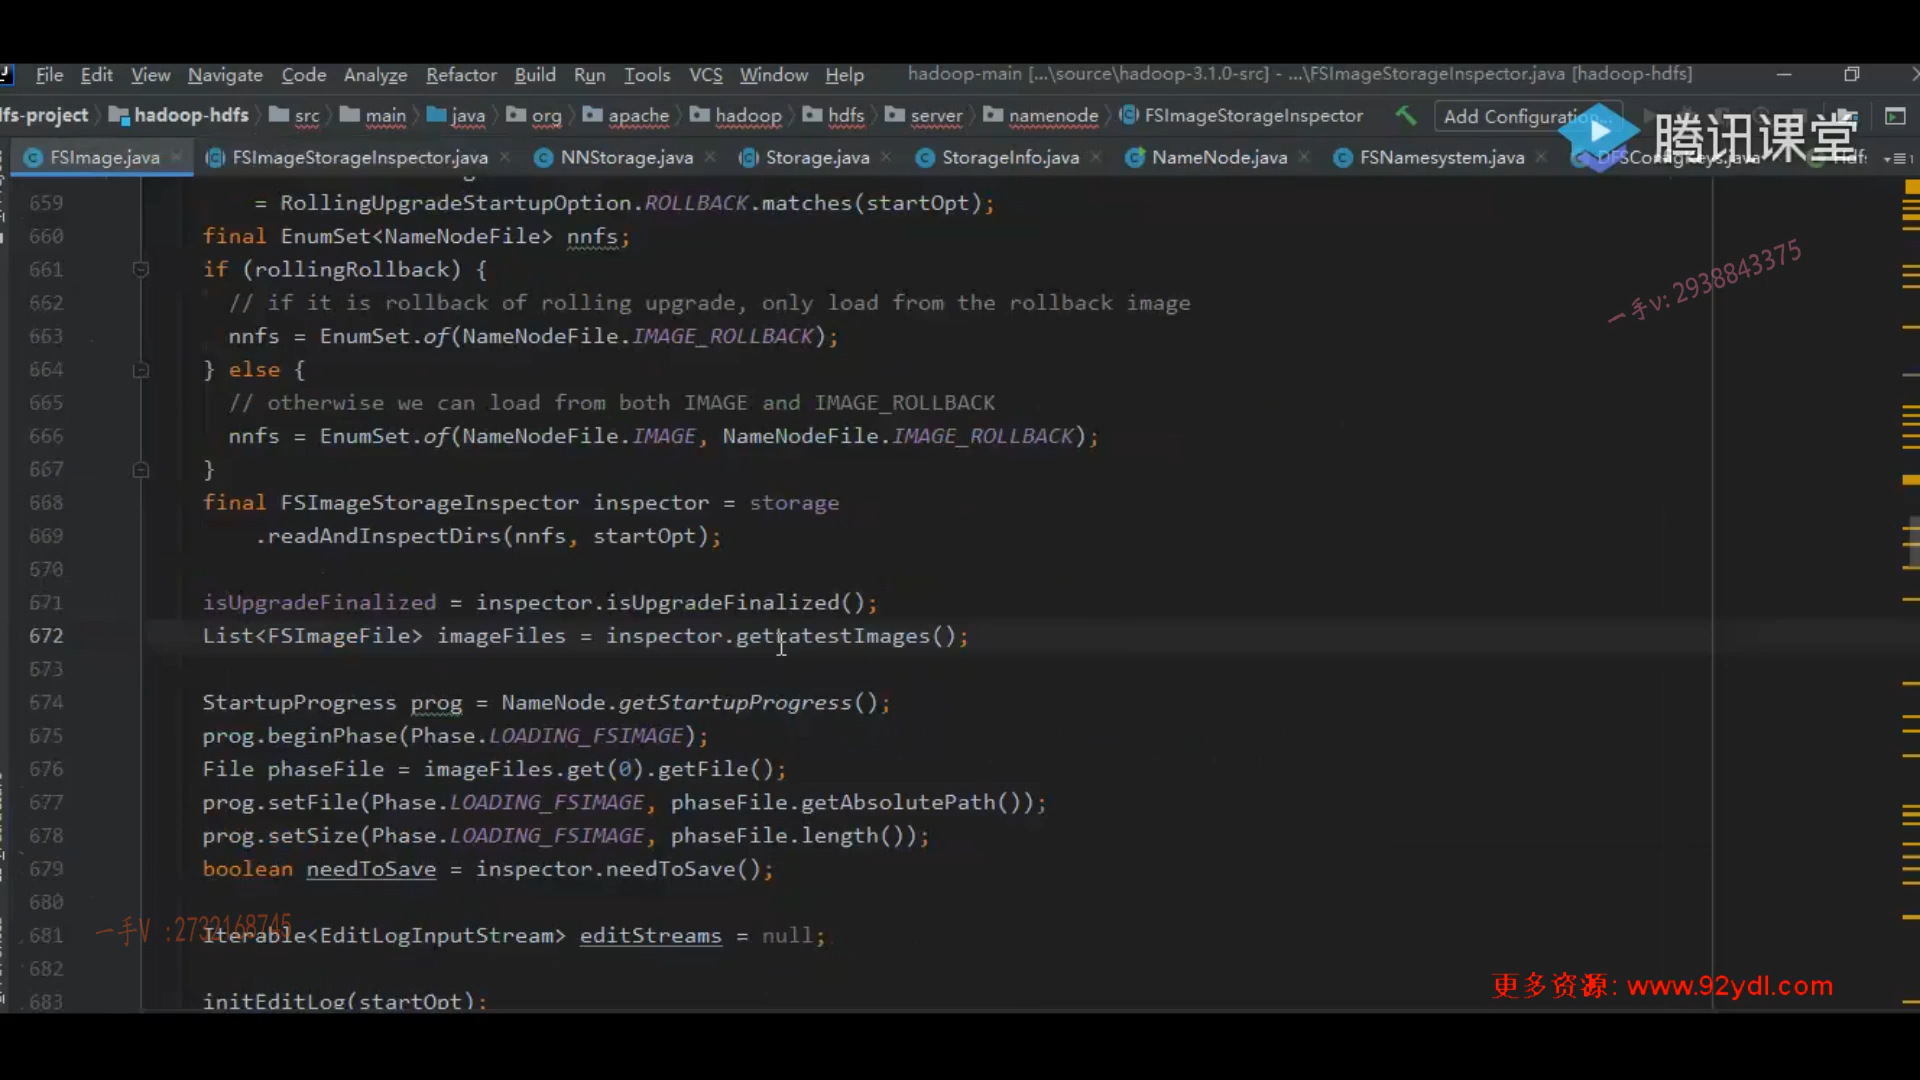 File Edit View Navigate Code Analyze Refactor Build Run Tools VCS Window Help hadoop-main [...\source\hadoop-3.1.0-src] - ...\FSImageStorageInspector.java [hadoop-hdfs]
dfs-project hadoop-hdfs src main java org apache hadoop hdfs server namenode FSImageStorageInspector Add Configuration...
腾讯课堂
FSImage.java FSImageStorageInspector.java NNStorage.java Storage.java StorageInfo.java NameNode.java FSNamesystem.java DFSConfigKeys.java
659 = RollingUpgradeStartupOption.ROLLBACK.matches(startOpt);
660 final EnumSet<NameNodeFile> nnfs;
661 if (rollingRollback) {
一手v: 2938843375
662 // if it is rollback of rolling upgrade, only load from the rollback image
663 nnfs = EnumSet.of(NameNodeFile.IMAGE_ROLLBACK);
664 } else {
665 // otherwise we can load from both IMAGE and IMAGE_ROLLBACK
666 nnfs = EnumSet.of(NameNodeFile.IMAGE, NameNodeFile.IMAGE_ROLLBACK);
667 }
668 final FSImageStorageInspector inspector = storage
669 .readAndInspectDirs(nnfs, startOpt);
670
671 isUpgradeFinalized = inspector.isUpgradeFinalized();
672 List<FSImageFile> imageFiles = inspector.getLatestImages();
673
674 StartupProgress prog = NameNode.getStartupProgress();
675 prog.beginPhase(Phase.LOADING_FSIMAGE);
676 File phaseFile = imageFiles.get(0).getFile();
677 prog.setFile(Phase.LOADING_FSIMAGE, phaseFile.getAbsolutePath());
678 prog.setSize(Phase.LOADING_FSIMAGE, phaseFile.length());
679 boolean needToSave = inspector.needToSave();
680
一手V :2732168745
681 Iterable<EditLogInputStream> editStreams = null;
682
更多资源: www.92ydl.com
683 initEditLog(startOpt);